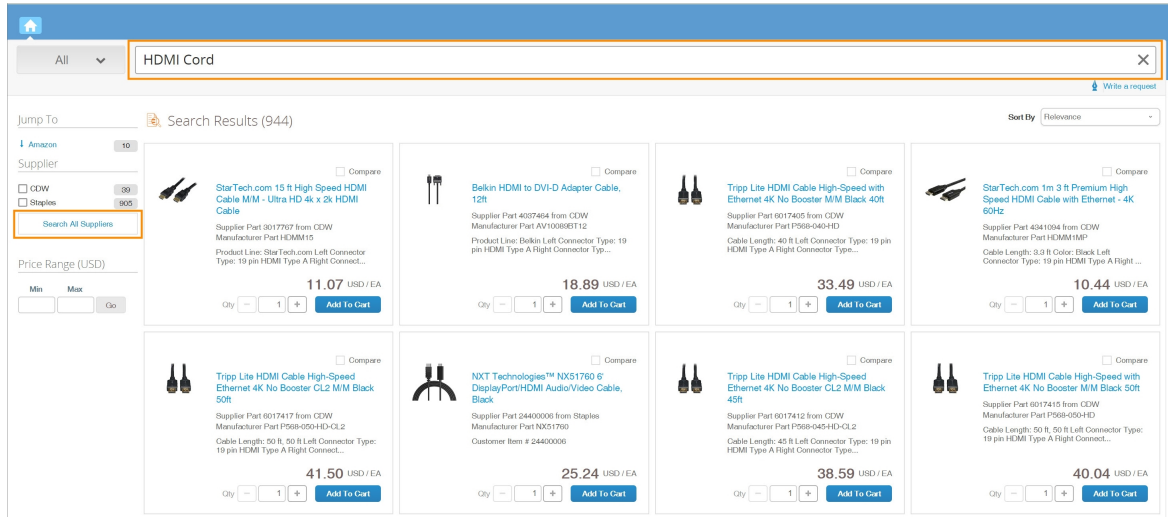 All
HDMI Cord
Write a request
Jump To
Amazon 10
Supplier
CDW 39
Staples 905
Search All Suppliers
Price Range (USD)
Min Max
Go
Search Results (944)
Sort By Relevance
Compare
StarTech.com 15 ft High Speed HDMI
Cable M/M - Ultra HD 4k x 2k HDMI
Cable
Supplier Part 3017767 from CDW
Manufacturer Part HDMM15
Product Line: StarTech.com Left Connector
Type: 19 pin HDMI Type A Right Connect...
11.07 USD / EA
Qty 1 Add To Cart
Compare
Belkin HDMI to DVI-D Adapter Cable,
12ft
Supplier Part 4037464 from CDW
Manufacturer Part AV10089BT12
Product Line: Belkin Left Connector Type: 19
pin HDMI Type A Right Connector Typ...
18.89 USD / EA
Qty 1 Add To Cart
Compare
Tripp Lite HDMI Cable High-Speed with
Ethernet 4K No Booster M/M Black 40ft
Supplier Part 6017405 from CDW
Manufacturer Part P568-040-HD
Cable Length: 40 ft Left Connector Type: 19 pin
HDMI Type A Right Connector Type...
33.49 USD / EA
Qty 1 Add To Cart
Compare
StarTech.com 1m 3 ft Premium High
Speed HDMI Cable with Ethernet - 4K
60Hz
Supplier Part 4341094 from CDW
Manufacturer Part HDMM1MP
Cable Length: 3.3 ft Color: Black Left
Connector Type: 19 pin HDMI Type A Right ...
10.44 USD / EA
Qty 1 Add To Cart
Compare
Tripp Lite HDMI Cable High-Speed
Ethernet 4K No Booster CL2 M/M Black
50ft
Supplier Part 6017417 from CDW
Manufacturer Part P568-050-HD-CL2
Cable Length: 50 ft, 50 ft Left Connector Type:
19 pin HDMI Type A Right Connect...
41.50 USD / EA
Qty 1 Add To Cart
Compare
NXT Technologies™ NX51760 6'
DisplayPort/HDMI Audio/Video Cable,
Black
Supplier Part 24400006 from Staples
Manufacturer Part NX51760
Customer Item # 24400006
25.24 USD / EA
Qty 1 Add To Cart
Compare
Tripp Lite HDMI Cable High-Speed
Ethernet 4K No Booster CL2 M/M Black
45ft
Supplier Part 6017412 from CDW
Manufacturer Part P568-045-HD-CL2
Cable Length: 45 ft Left Connector Type: 19 pin
HDMI Type A Right Connector Type...
38.59 USD / EA
Qty 1 Add To Cart
Compare
Tripp Lite HDMI Cable High-Speed with
Ethernet 4K No Booster M/M Black 50ft
Supplier Part 6017415 from CDW
Manufacturer Part P568-050-HD
Cable Length: 50 ft, 50 ft Left Connector Type:
19 pin HDMI Type A Right Connect...
40.04 USD / EA
Qty 1 Add To Cart